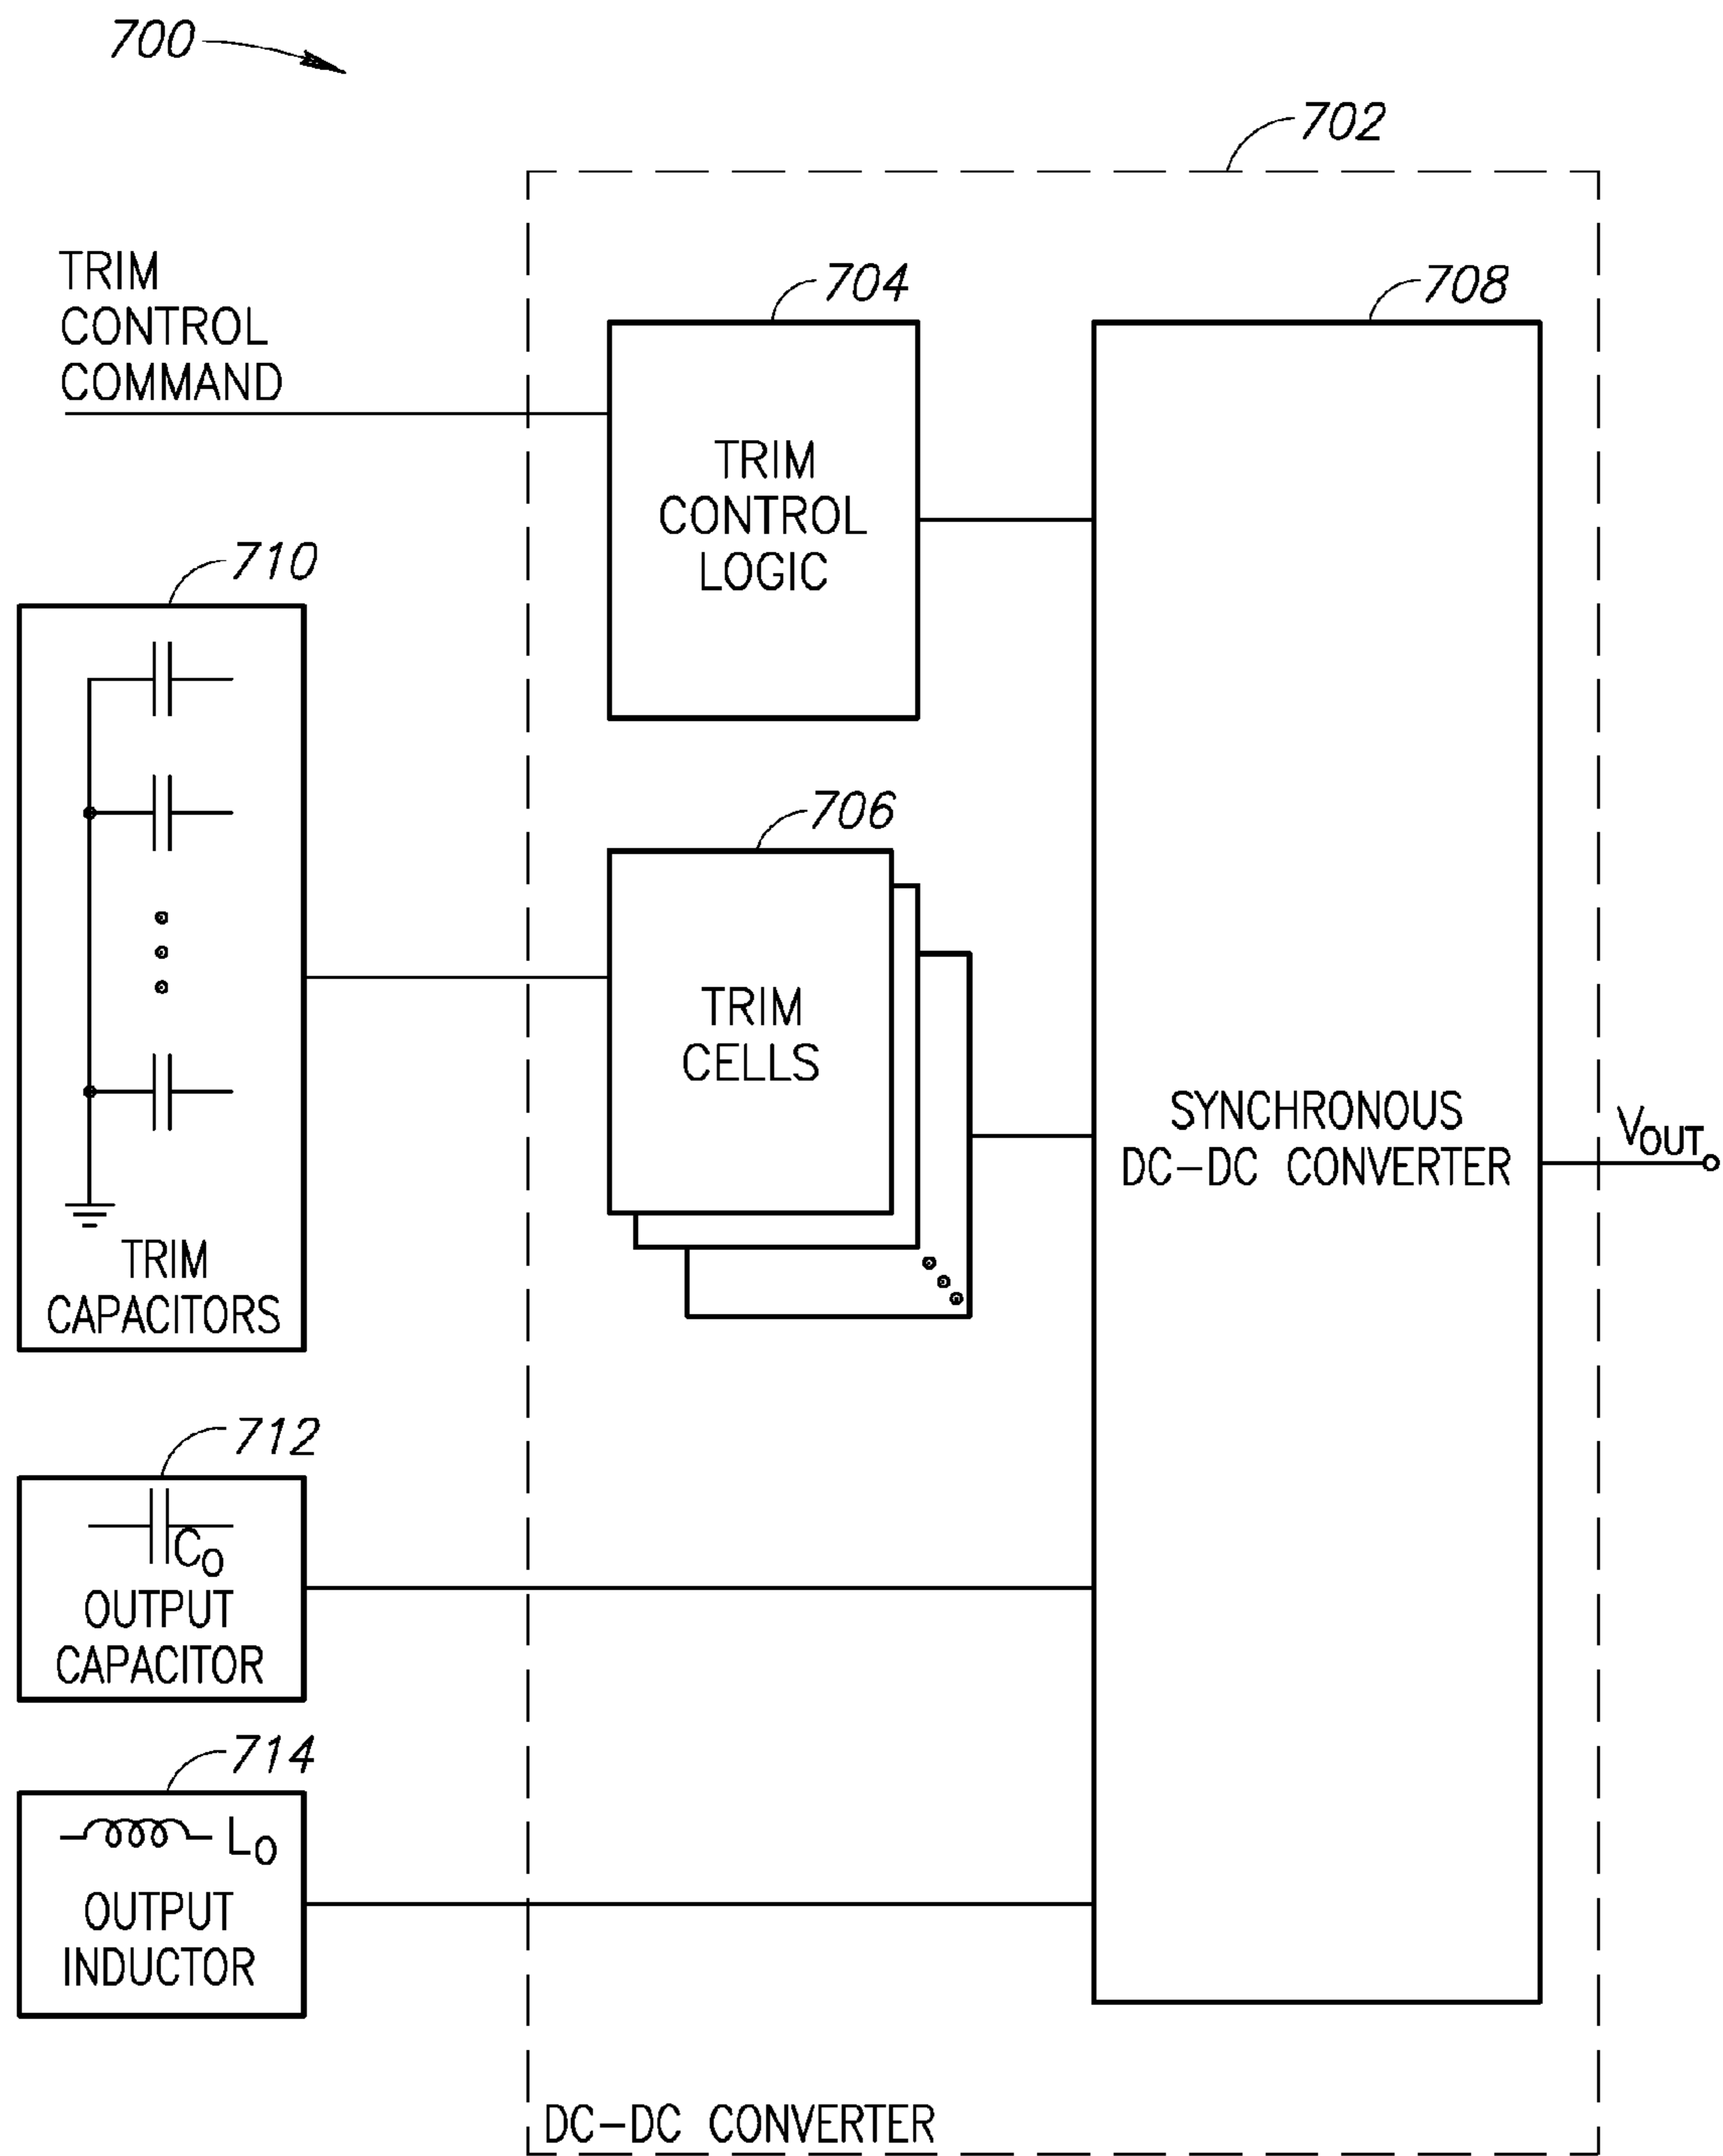 700
702
TRIM
CONTROL
COMMAND
704
708
TRIM
CONTROL
LOGIC
710
706
TRIM
CELLS
SYNCHRONOUS
DC-DC CONVERTER
VOUT
TRIM
CAPACITORS
712
CO
OUTPUT
CAPACITOR
714
LO
OUTPUT
INDUCTOR
DC-DC CONVERTER